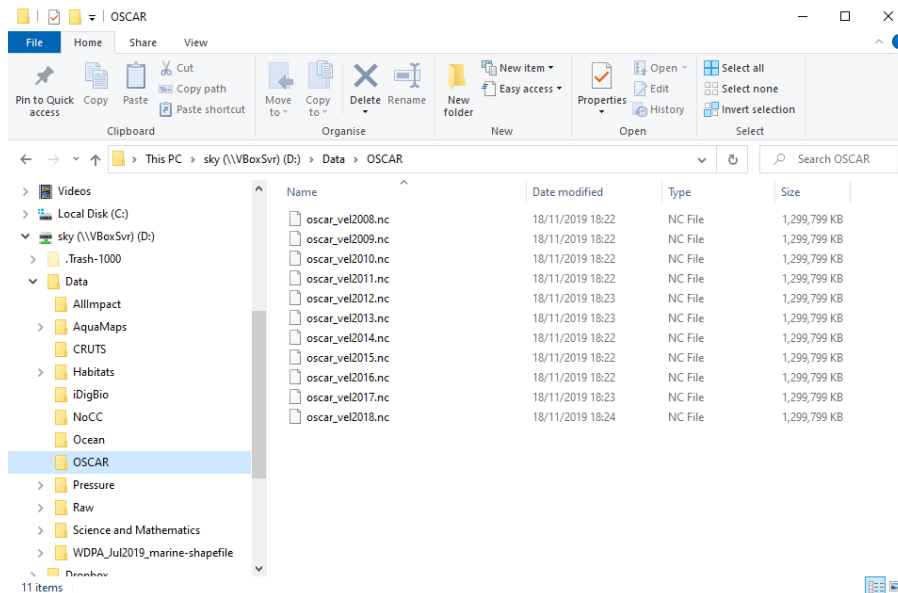 OSCAR
File Home Share View
Pin to Quick access
Copy
Paste
Cut
Copy path
Paste shortcut
Clipboard
Move to
Copy to
Delete
Rename
Organise
New folder
New item
Easy access
New
Properties
Open
Edit
History
Open
Select all
Select none
Invert selection
Select
This PC > sky (\\VBoxSvr) (D:) > Data > OSCAR
Search OSCAR
Videos
Local Disk (C:)
sky (\\VBoxSvr) (D:)
.Trash-1000
Data
AllImpact
AquaMaps
CRUTS
Habitats
iDigBio
NoCC
Ocean
OSCAR
Pressure
Raw
Science and Mathematics
WDPA_Jul2019_marine-shapefile
Dropbox
Name Date modified Type Size
oscar_vel2008.nc 18/11/2019 18:22 NC File 1,299,799 KB
oscar_vel2009.nc 18/11/2019 18:22 NC File 1,299,799 KB
oscar_vel2010.nc 18/11/2019 18:22 NC File 1,299,799 KB
oscar_vel2011.nc 18/11/2019 18:22 NC File 1,299,799 KB
oscar_vel2012.nc 18/11/2019 18:23 NC File 1,299,799 KB
oscar_vel2013.nc 18/11/2019 18:23 NC File 1,299,799 KB
oscar_vel2014.nc 18/11/2019 18:22 NC File 1,299,799 KB
oscar_vel2015.nc 18/11/2019 18:22 NC File 1,299,799 KB
oscar_vel2016.nc 18/11/2019 18:22 NC File 1,299,799 KB
oscar_vel2017.nc 18/11/2019 18:23 NC File 1,299,799 KB
oscar_vel2018.nc 18/11/2019 18:24 NC File 1,299,799 KB
11 items